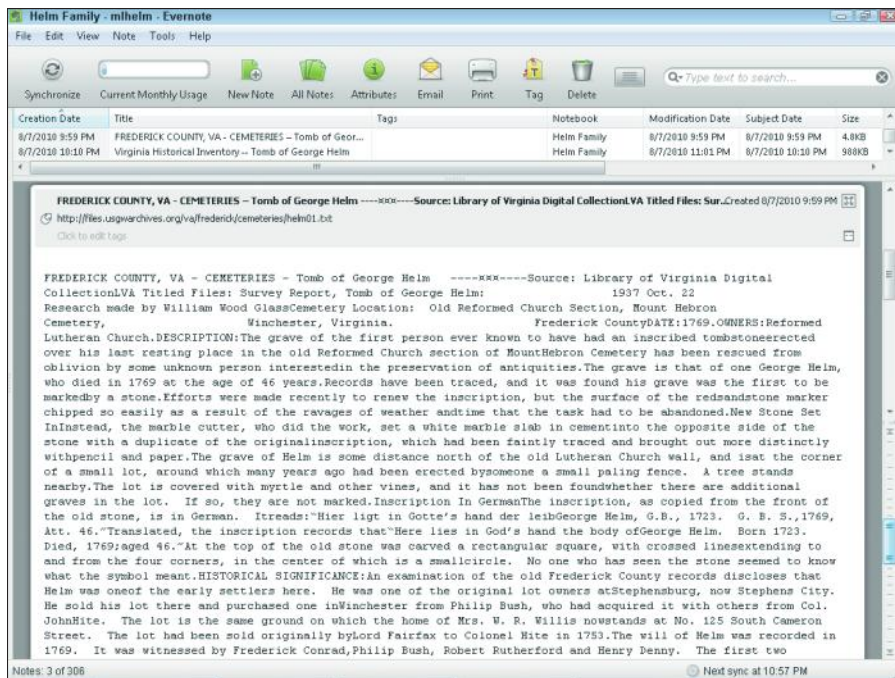 Helm Family - mlhelm - Evernote
File Edit View Note Tools Help
Synchronize Current Monthly Usage New Note All Notes Attributes Email Print Tag Delete Type text to search...
Creation Date Title Tags Notebook Modification Date Subject Date Size
8/7/2010 9:59 PM FREDERICK COUNTY, VA - CEMETERIES -- Tomb of Geor... Helm Family 8/7/2010 9:59 PM 8/7/2010 9:59 PM 4.8KB
8/7/2010 10:10 PM Virginia Historical Inventory -- Tomb of George Helm Helm Family 8/7/2010 11:01 PM 8/7/2010 10:10 PM 988KB
FREDERICK COUNTY, VA - CEMETERIES -- Tomb of George Helm ----¤¤¤----Source: Library of Virginia Digital CollectionLVA Titled Files: Sur...Created 8/7/2010 9:59 PM
http://files.usgwarchives.org/va/frederick/cemeteries/helm01.txt
Click to edit tags
FREDERICK COUNTY, VA - CEMETERIES - Tomb of George Helm ----¤¤¤----Source: Library of Virginia Digital
CollectionLVA Titled Files: Survey Report, Tomb of George Helm: 1937 Oct. 22
Research made by William Wood GlassCemetery Location: Old Reformed Church Section, Mount Hebron
Cemetery, Winchester, Virginia. Frederick CountyDATE:1769.OWNERS:Reformed
Lutheran Church.DESCRIPTION:The grave of the first person ever known to have had an inscribed tombstoneerected
over his last resting place in the old Reformed Church section of MountHebron Cemetery has been rescued from
oblivion by some unknown person interestedin the preservation of antiquities.The grave is that of one George Helm,
who died in 1769 at the age of 46 years.Records have been traced, and it was found his grave was the first to be
markedby a stone.Efforts were made recently to renew the inscription, but the surface of the redsandstone marker
chipped so easily as a result of the ravages of weather andtime that the task had to be abandoned.New Stone Set
InInstead, the marble cutter, who did the work, set a white marble slab in cementinto the opposite side of the
stone with a duplicate of the originalinscription, which had been faintly traced and brought out more distinctly
withpencil and paper.The grave of Helm is some distance north of the old Lutheran Church wall, and isat the corner
of a small lot, around which many years ago had been erected bysomeone a small paling fence. A tree stands
nearby.The lot is covered with myrtle and other vines, and it has not been foundwhether there are additional
graves in the lot. If so, they are not marked.Inscription In GermanThe inscription, as copied from the front of
the old stone, is in German. Itreads:"Hier ligt in Gotte's hand der leibGeorge Helm, G.B., 1723. G. B. S.,1769,
Att. 46."Translated, the inscription records that"Here lies in God's hand the body ofGeorge Helm. Born 1723.
Died, 1769;aged 46."At the top of the old stone was carved a rectangular square, with crossed linesextending to
and from the four corners, in the center of which is a smallcircle. No one who has seen the stone seemed to know
what the symbol meant.HISTORICAL SIGNIFICANCE:An examination of the old Frederick County records discloses that
Helm was oneof the early settlers here. He was one of the original lot owners atStephensburg, now Stephens City.
He sold his lot there and purchased one inWinchester from Philip Bush, who had acquired it with others from Col.
JohnHite. The lot is the same ground on which the home of Mrs. W. R. Willis nowstands at No. 125 South Cameron
Street. The lot had been sold originally byLord Fairfax to Colonel Hite in 1753.The will of Helm was recorded in
1769. It was witnessed by Frederick Conrad,Philip Bush, Robert Rutherford and Henry Denny. The first two
Notes: 3 of 306 Next sync at 10:57 PM